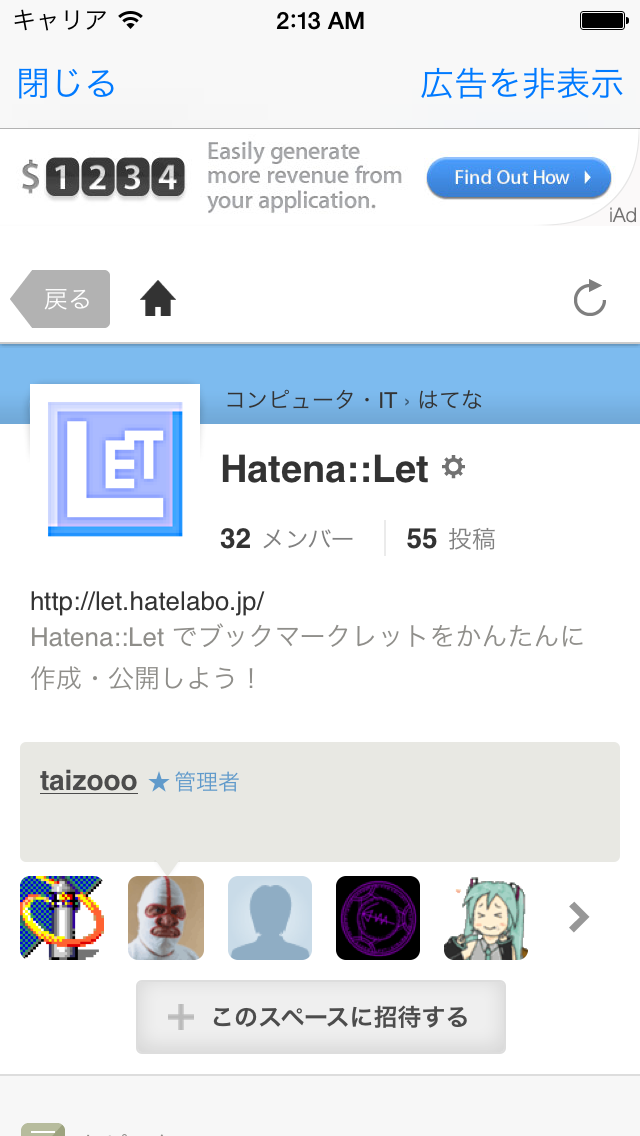 キャリア 2:13 AM
閉じる 広告を非表示
$1234
Easily generate
more revenue from
your application.
Find Out How
iAd
戻る
コンピュータ・IT › はてな
LET
Hatena::Let
32 メンバー 55 投稿
http://let.hatelabo.jp/
Hatena::Let でブックマークレットをかんたんに
作成・公開しよう！
taizooo ★管理者
このスペースに招待する